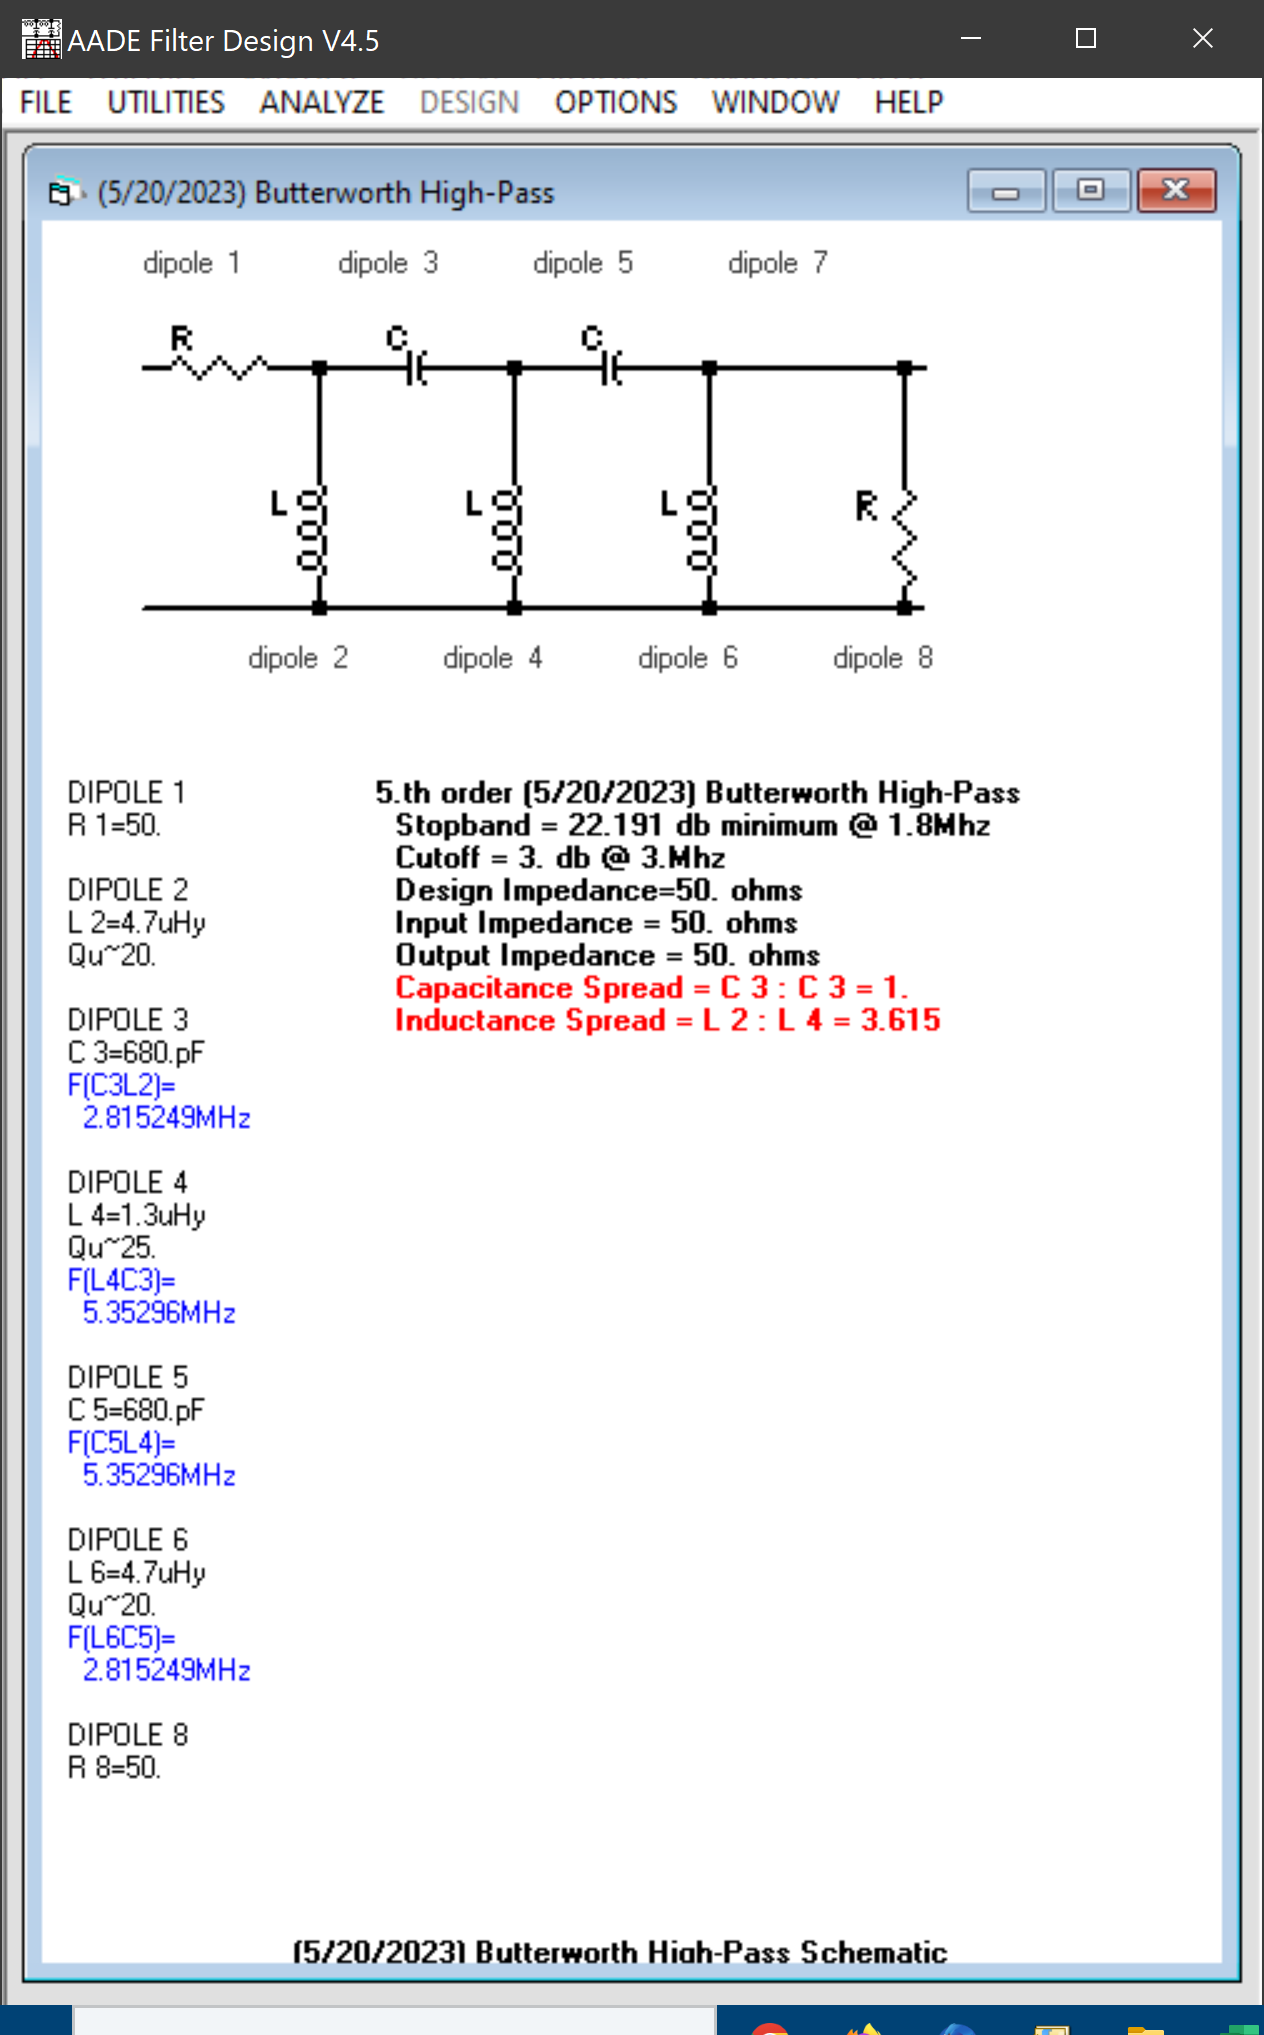 AADE Filter Design V4.5
FILE UTILITIES ANALYZE DESIGN OPTIONS WINDOW HELP
(5/20/2023) Butterworth High-Pass
dipole 1 dipole 3 dipole 5 dipole 7
R C C
L L L R
dipole 2 dipole 4 dipole 6 dipole 8
DIPOLE 1
R 1=50.
DIPOLE 2
L 2=4.7uHy
Qu~20.
DIPOLE 3
C 3=680.pF
F(C3L2)=
2.815249MHz
DIPOLE 4
L 4=1.3uHy
Qu~25.
F(L4C3)=
5.35296MHz
DIPOLE 5
C 5=680.pF
F(C5L4)=
5.35296MHz
DIPOLE 6
L 6=4.7uHy
Qu~20.
F(L6C5)=
2.815249MHz
DIPOLE 8
R 8=50.
5.th order (5/20/2023) Butterworth High-Pass
Stopband = 22.191 db minimum @ 1.8Mhz
Cutoff = 3. db @ 3.Mhz
Design Impedance=50. ohms
Input Impedance = 50. ohms
Output Impedance = 50. ohms
Capacitance Spread = C 3 : C 3 = 1.
Inductance Spread = L 2 : L 4 = 3.615
(5/20/2023) Butterworth High-Pass Schematic